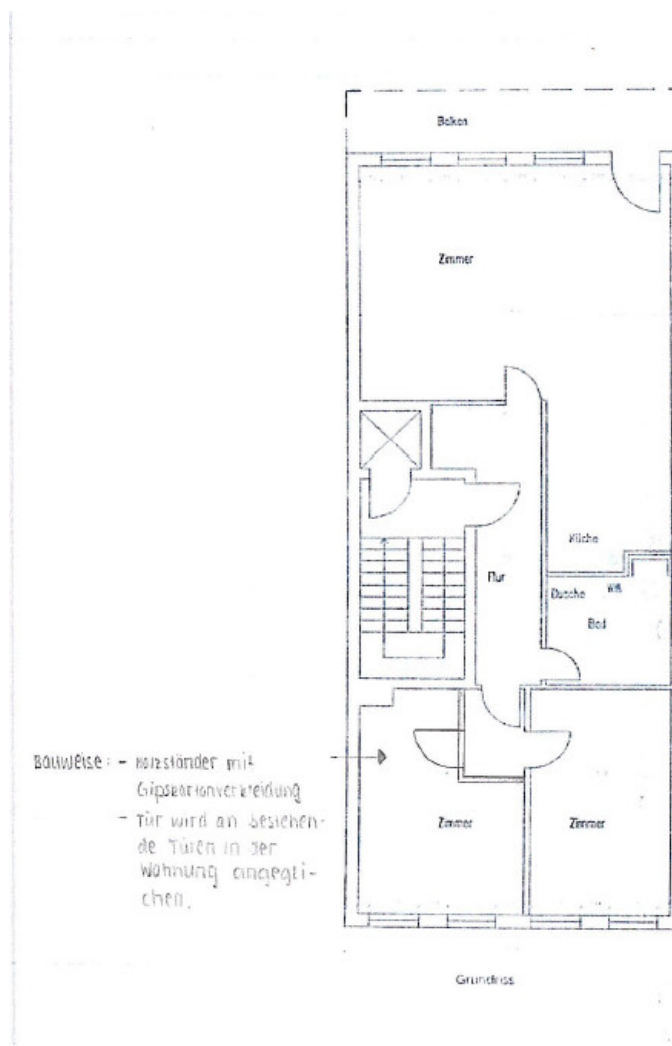 Balkon
Zimmer
Küche
Flur
Dusche WB
Bad
Bauweise: - Holzständer mit
Gipskartonverkleidung
- Tür wird an bestehen-
de Türen in der
Wohnung angegli-
chen.
Zimmer
Zimmer
Grundriss